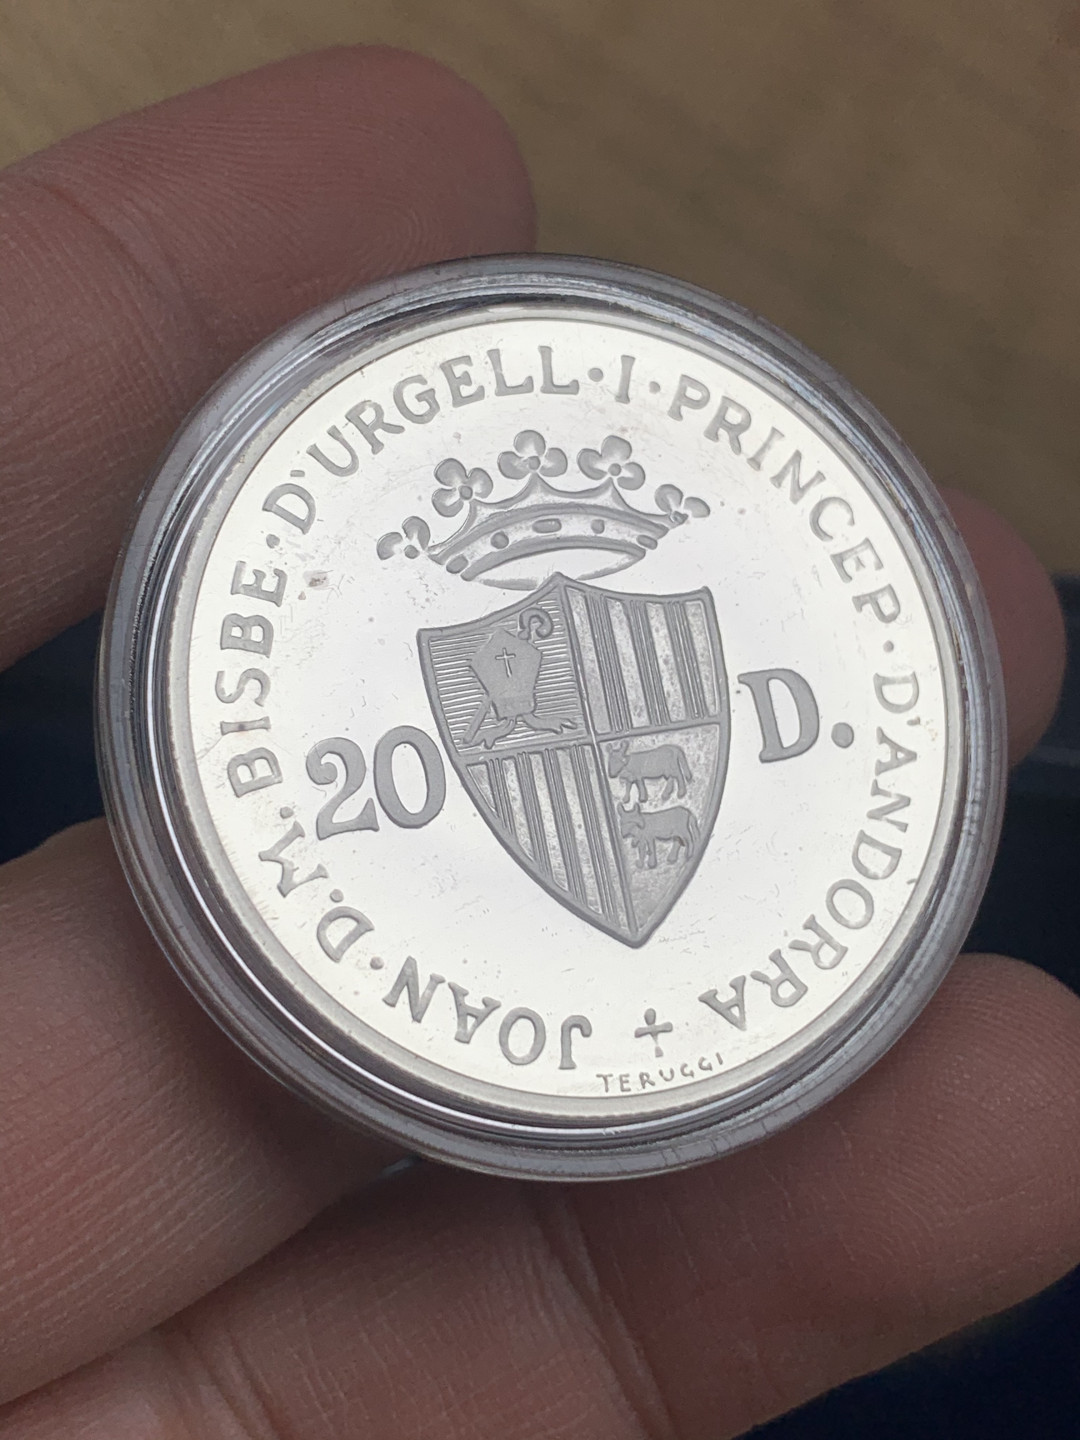 JOAN·D.M.BISBE·D'URGELL·I·PRINCEP·D'ANDORRA
20 D.
TERUGGI